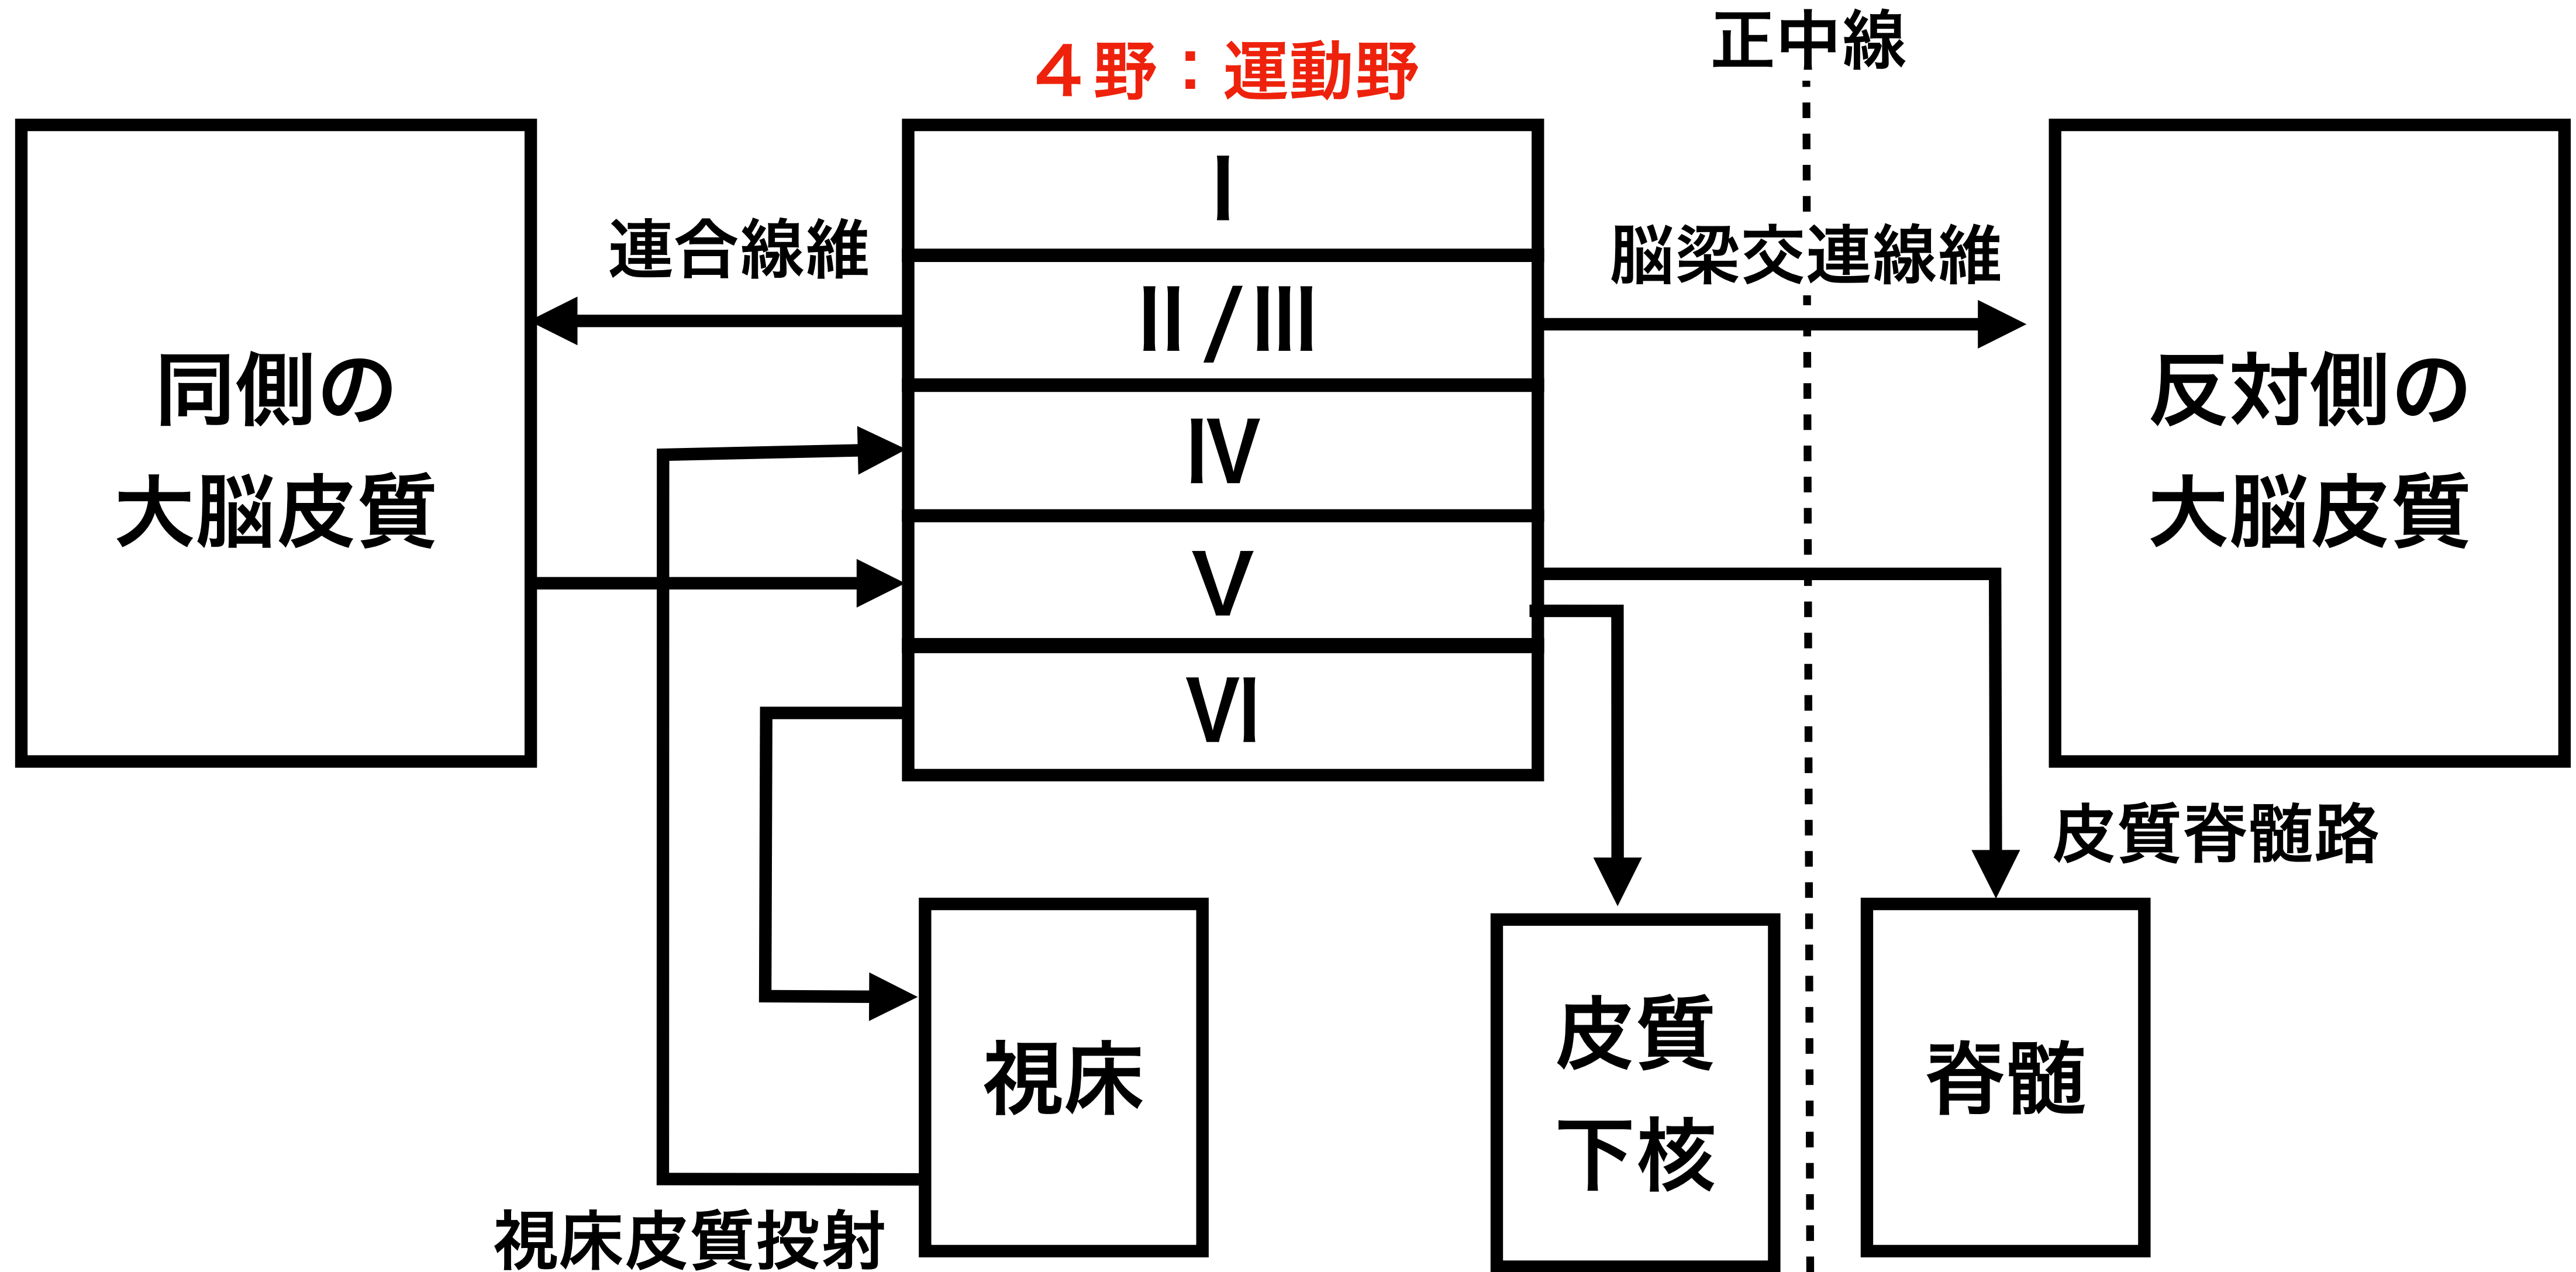 正中線
４野：運動野
I
連合線維
脳梁交連線維
II / III
同側の
大脳皮質
反対側の
大脳皮質
IV
V
VI
皮質脊髄路
視床
皮質
下核
脊髄
視床皮質投射